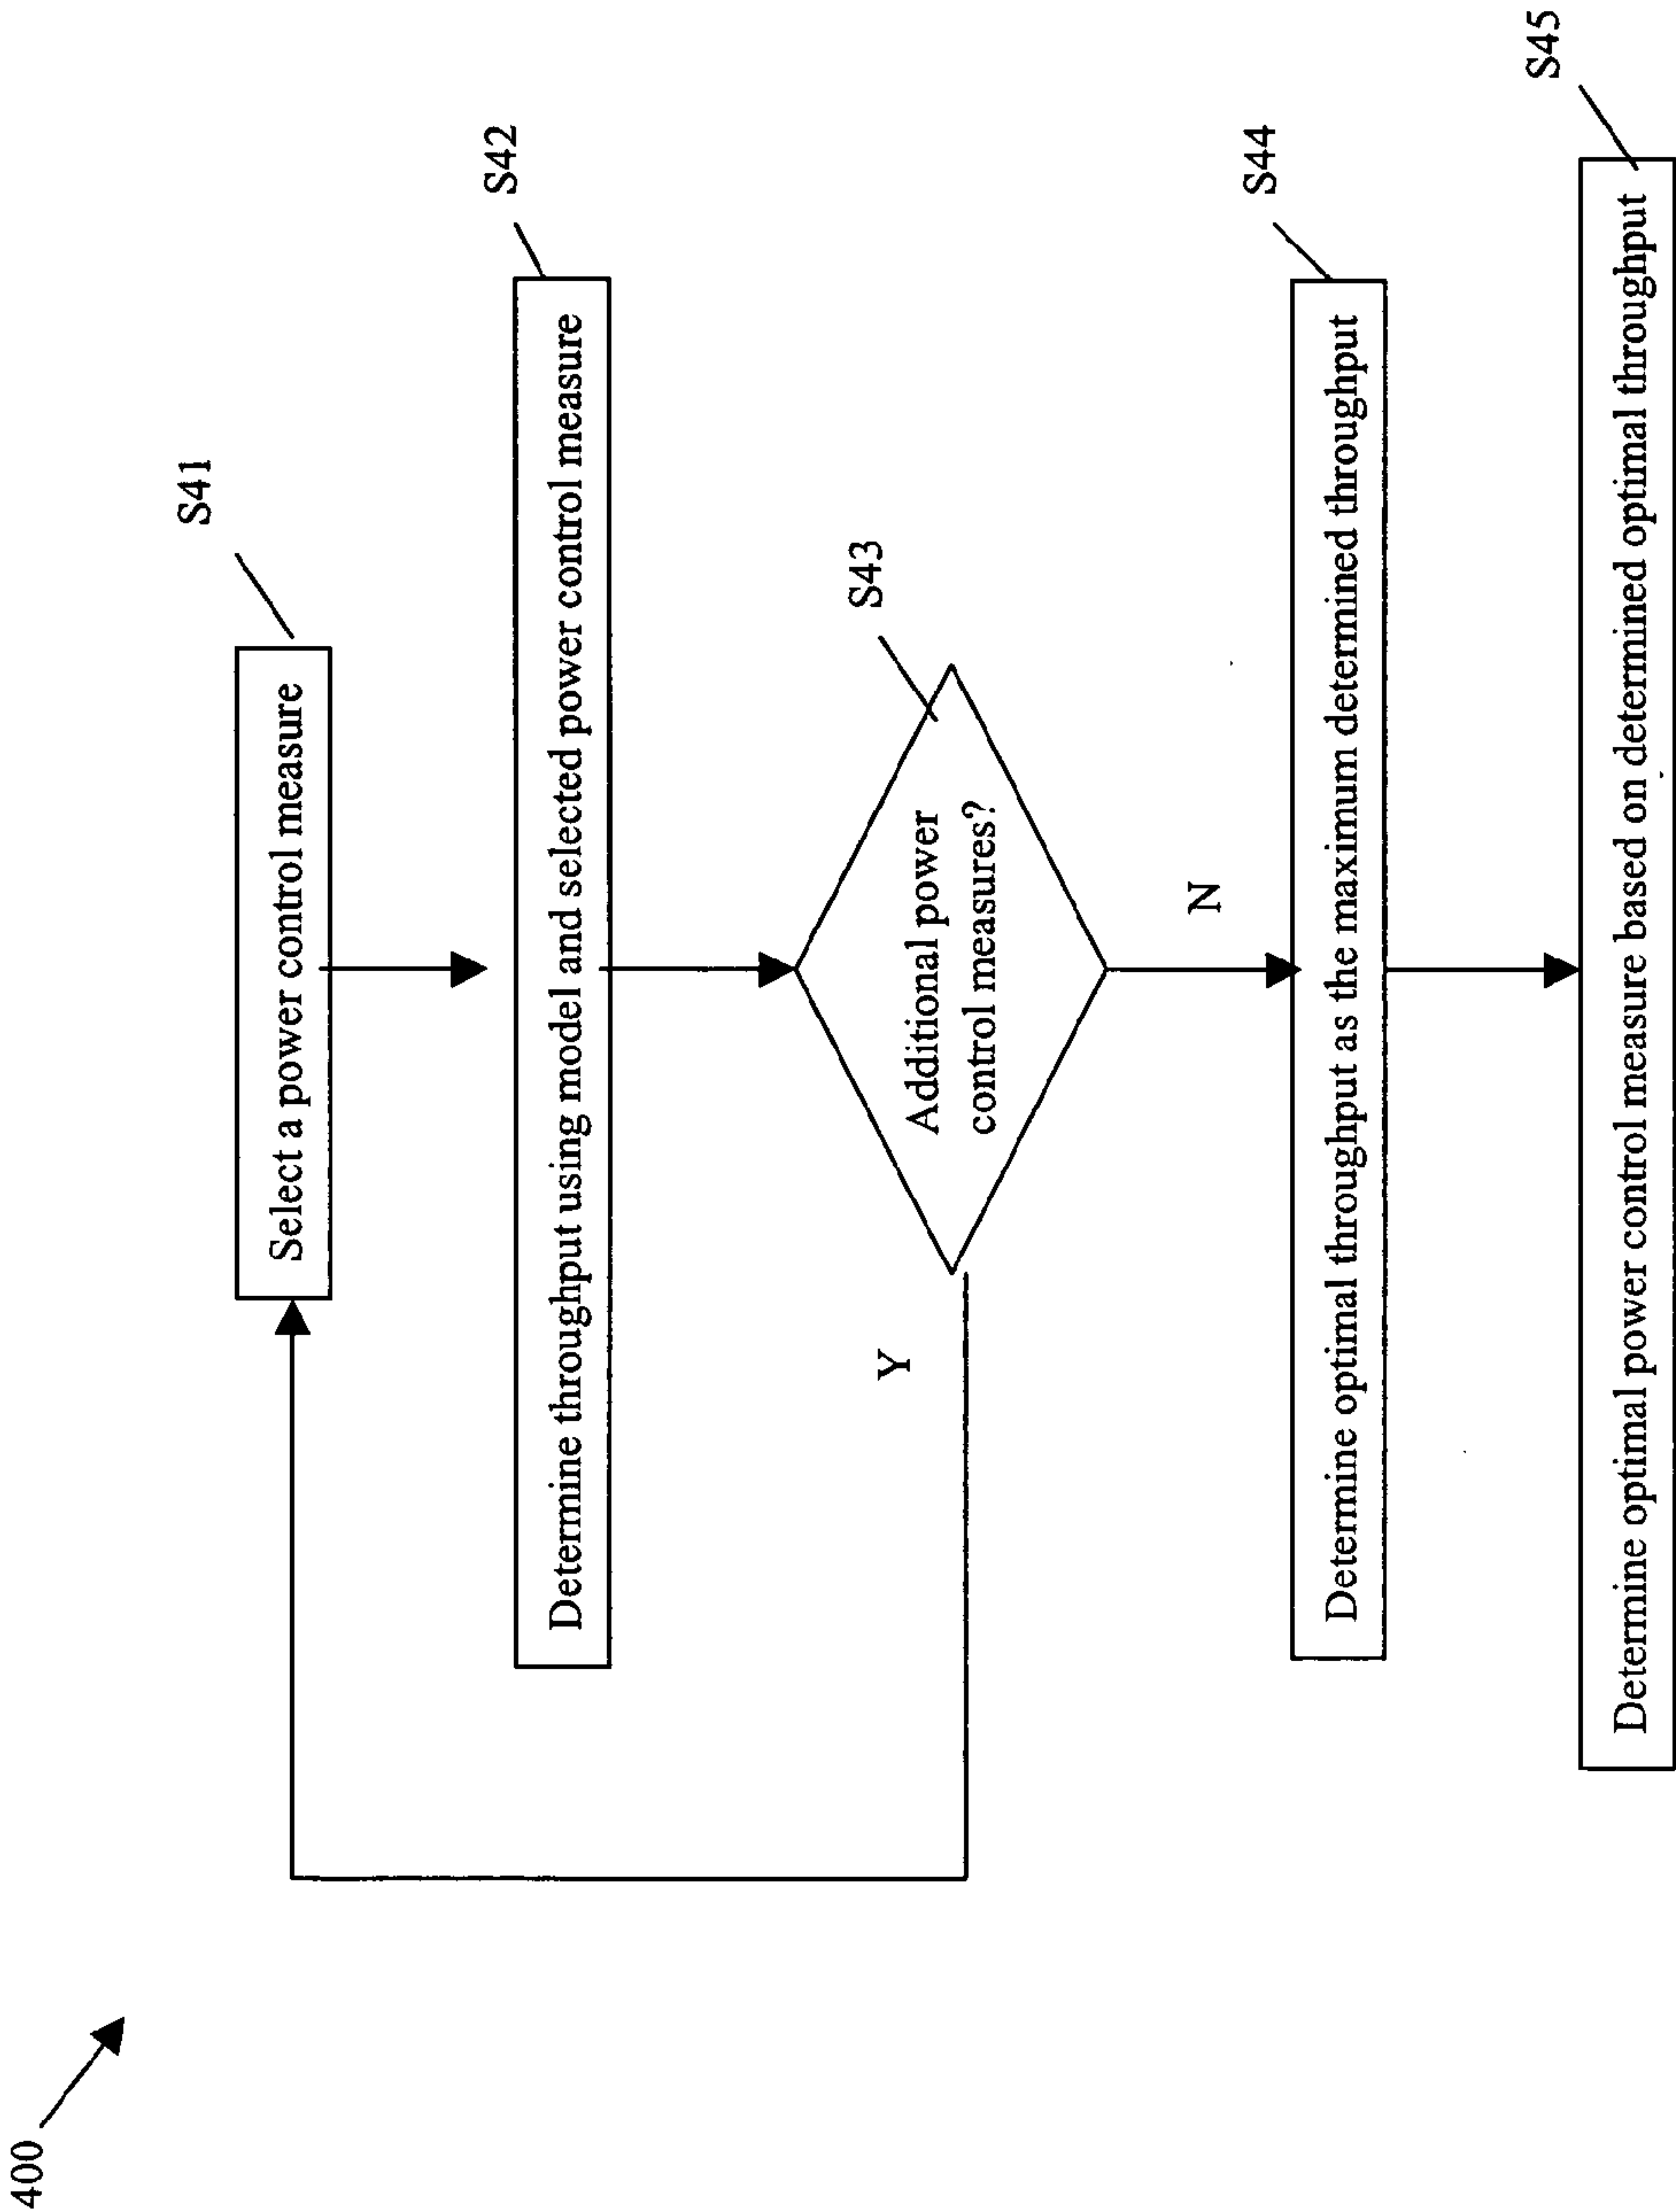 400
S41
Select a power control measure
S42
Determine throughput using model and selected power control measure
S43
Additional power
control measures?
Y
N
S44
Determine optimal throughput as the maximum determined throughput
S45
Determine optimal power control measure based on determined optimal throughput